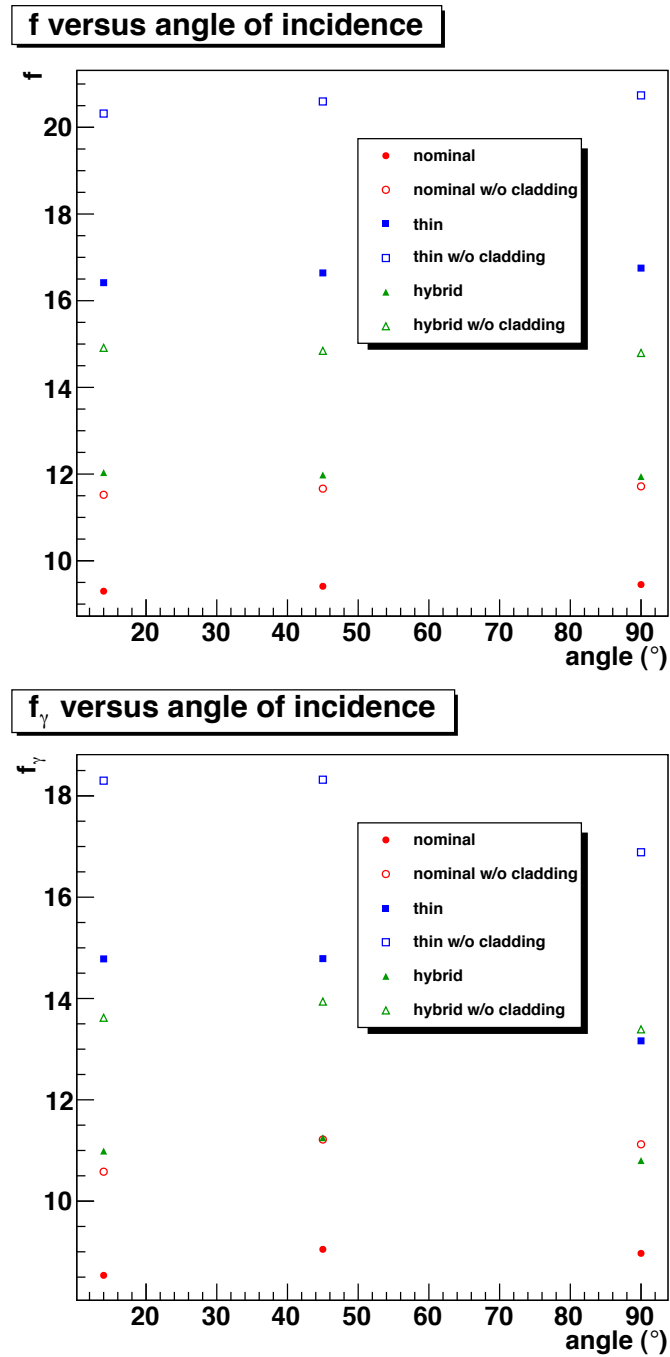 f versus angle of incidence
f
20
18
16
14
12
10
nominal
nominal w/o cladding
thin
thin w/o cladding
hybrid
hybrid w/o cladding
20 30 40 50 60 70 80 90
angle (°)
fγ versus angle of incidence
fγ
18
16
14
12
10
nominal
nominal w/o cladding
thin
thin w/o cladding
hybrid
hybrid w/o cladding
20 30 40 50 60 70 80 90
angle (°)